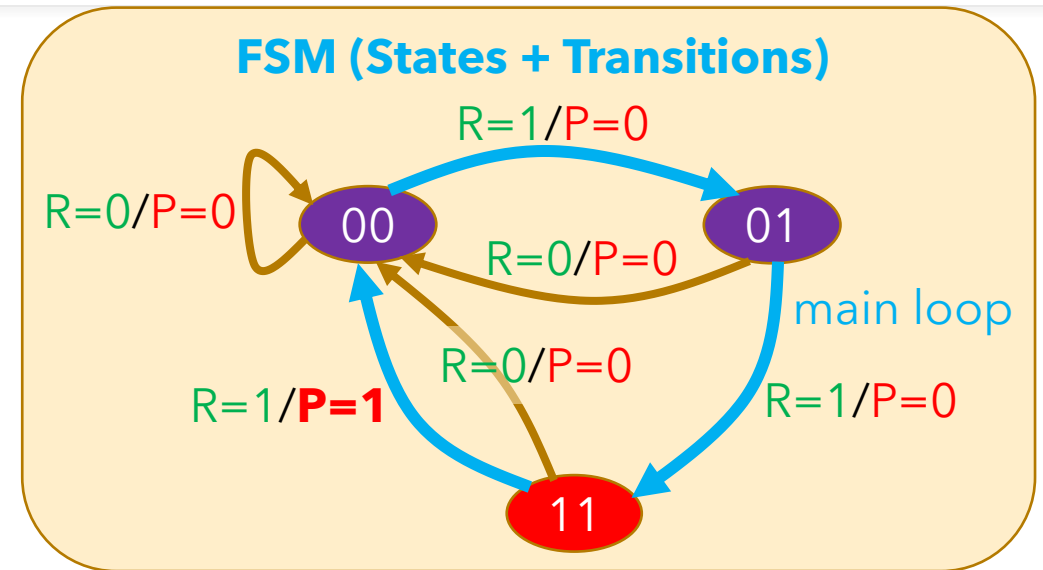 FSM (States + Transitions)
R=1/P=0
R=0/P=0
00
01
R=0/P=0
main loop
R=0/P=0
R=1/P=1
R=1/P=0
11